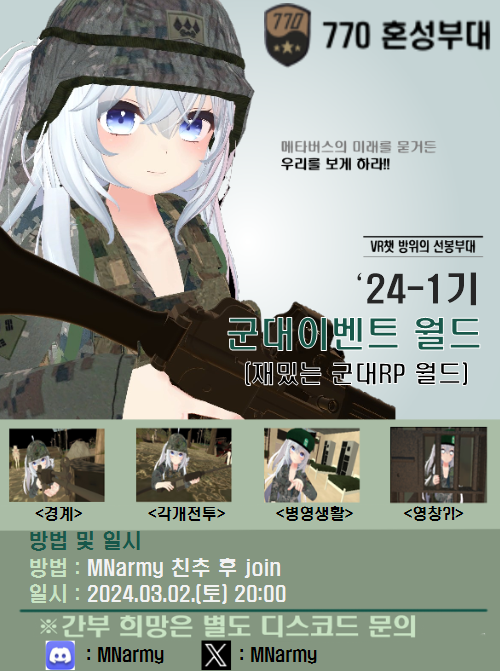 770
770 혼성부대
메타버스의 미래를 묻거든
우리를 보게 하라!!
VR챗 방위의 선봉부대
‘24-1기
군대이벤트 월드
(재밌는 군대RP 월드)
<경계>
<각개전투>
<병영생활>
<영창?!>
방법 및 일시
방법 : MNarmy 친추 후 join
일시 : 2024.03.02.(토) 20:00
※간부 희망은 별도 디스코드 문의
: MNarmy
: MNarmy